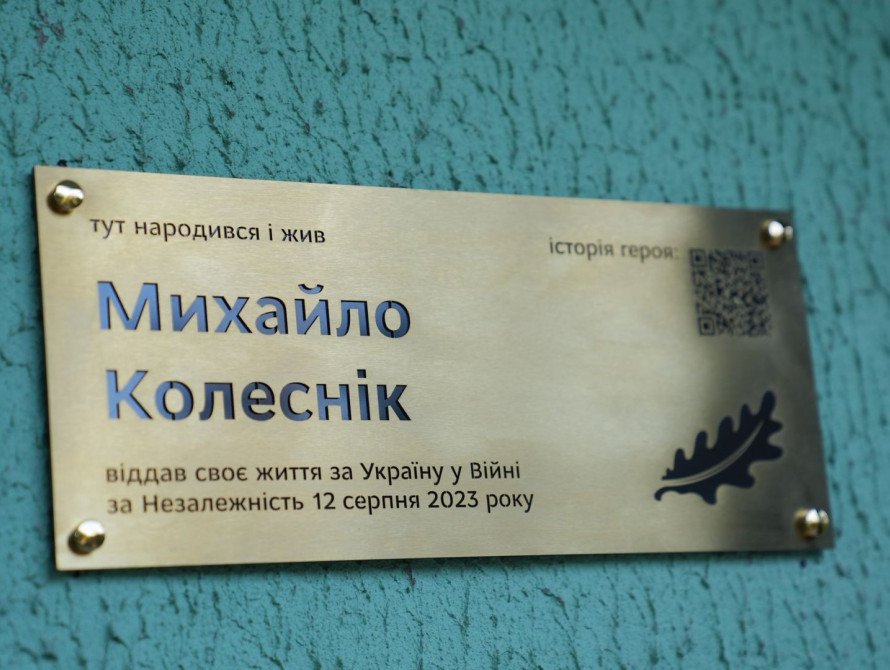 тут народився і жив
історія героя:
Михайло
Колеснік
віддав своє життя за Україну у Війні
за Незалежність 12 серпня 2023 року